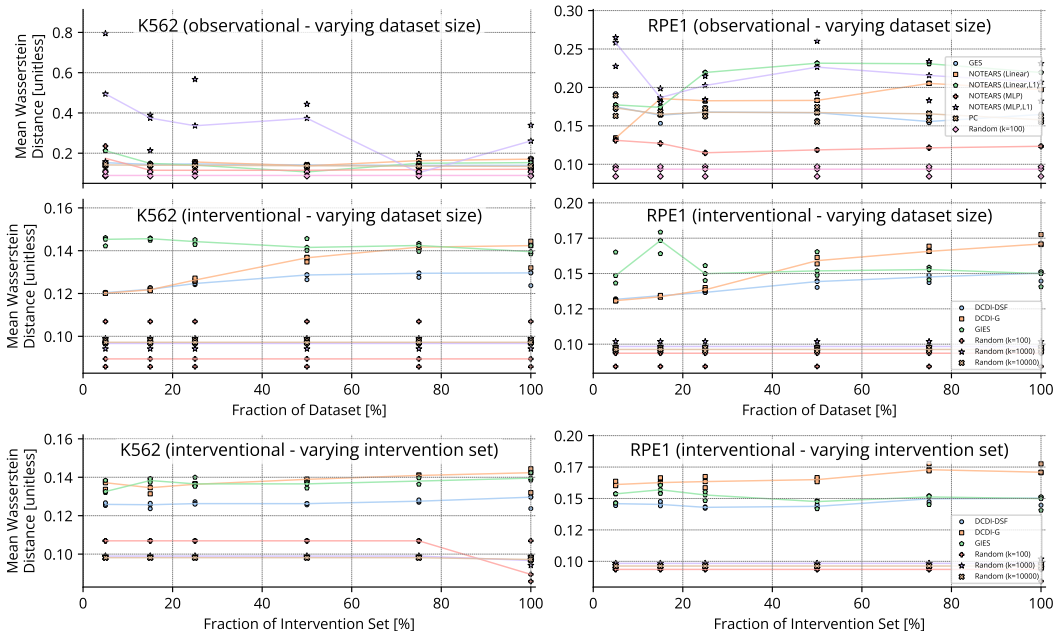 K562 (observational - varying dataset size)
Mean Wasserstein
Distance [unitless]
0.8
0.6
0.4
0.2
RPE1 (observational - varying dataset size)
0.30
0.25
0.20
0.15
0.10
GES
NOTEARS (Linear)
NOTEARS (Linear,L1)
NOTEARS (MLP)
NOTEARS (MLP,L1)
PC
Random (k=100)
K562 (interventional - varying dataset size)
Mean Wasserstein
Distance [unitless]
0.16
0.14
0.12
0.10
0 20 40 60 80 100
Fraction of Dataset [%]
RPE1 (interventional - varying dataset size)
0.20
0.17
0.15
0.12
0.10
DCDI-DSF
DCDI-G
GIES
Random (k=100)
Random (k=1000)
Random (k=10000)
0 20 40 60 80 100
Fraction of Dataset [%]
K562 (interventional - varying intervention set)
Mean Wasserstein
Distance [unitless]
0.16
0.14
0.12
0.10
0 20 40 60 80 100
Fraction of Intervention Set [%]
RPE1 (interventional - varying intervention set)
0.20
0.17
0.15
0.12
0.10
DCDI-DSF
DCDI-G
GIES
Random (k=100)
Random (k=1000)
Random (k=10000)
0 20 40 60 80 100
Fraction of Intervention Set [%]